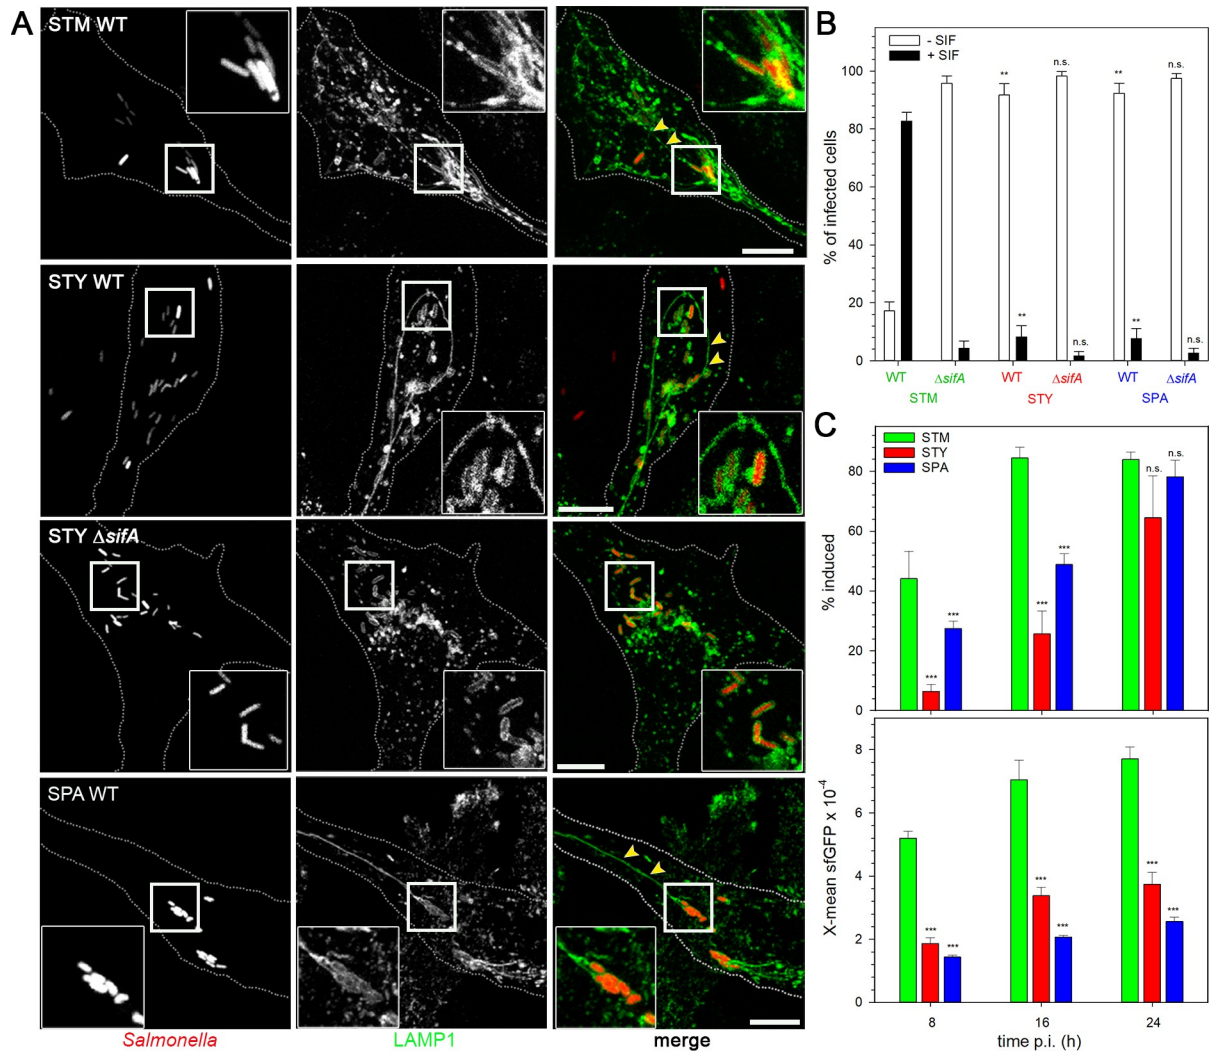 A
STM WT
STY WT
STY ΔsifA
SPA WT
Salmonella
LAMP1
merge
B
- SIF
+ SIF
% of infected cells
100
80
60
40
20
0
**
n.s.
**
n.s.
**
n.s.
**
n.s.
WT
ΔsifA
WT
ΔsifA
WT
ΔsifA
STM
STY
SPA
C
STM
STY
SPA
% induced
80
60
40
20
0
***
***
***
***
n.s.
n.s.
X-mean sfGFP x 10-4
8
6
4
2
0
***
***
***
***
***
***
8
16
24
time p.i. (h)